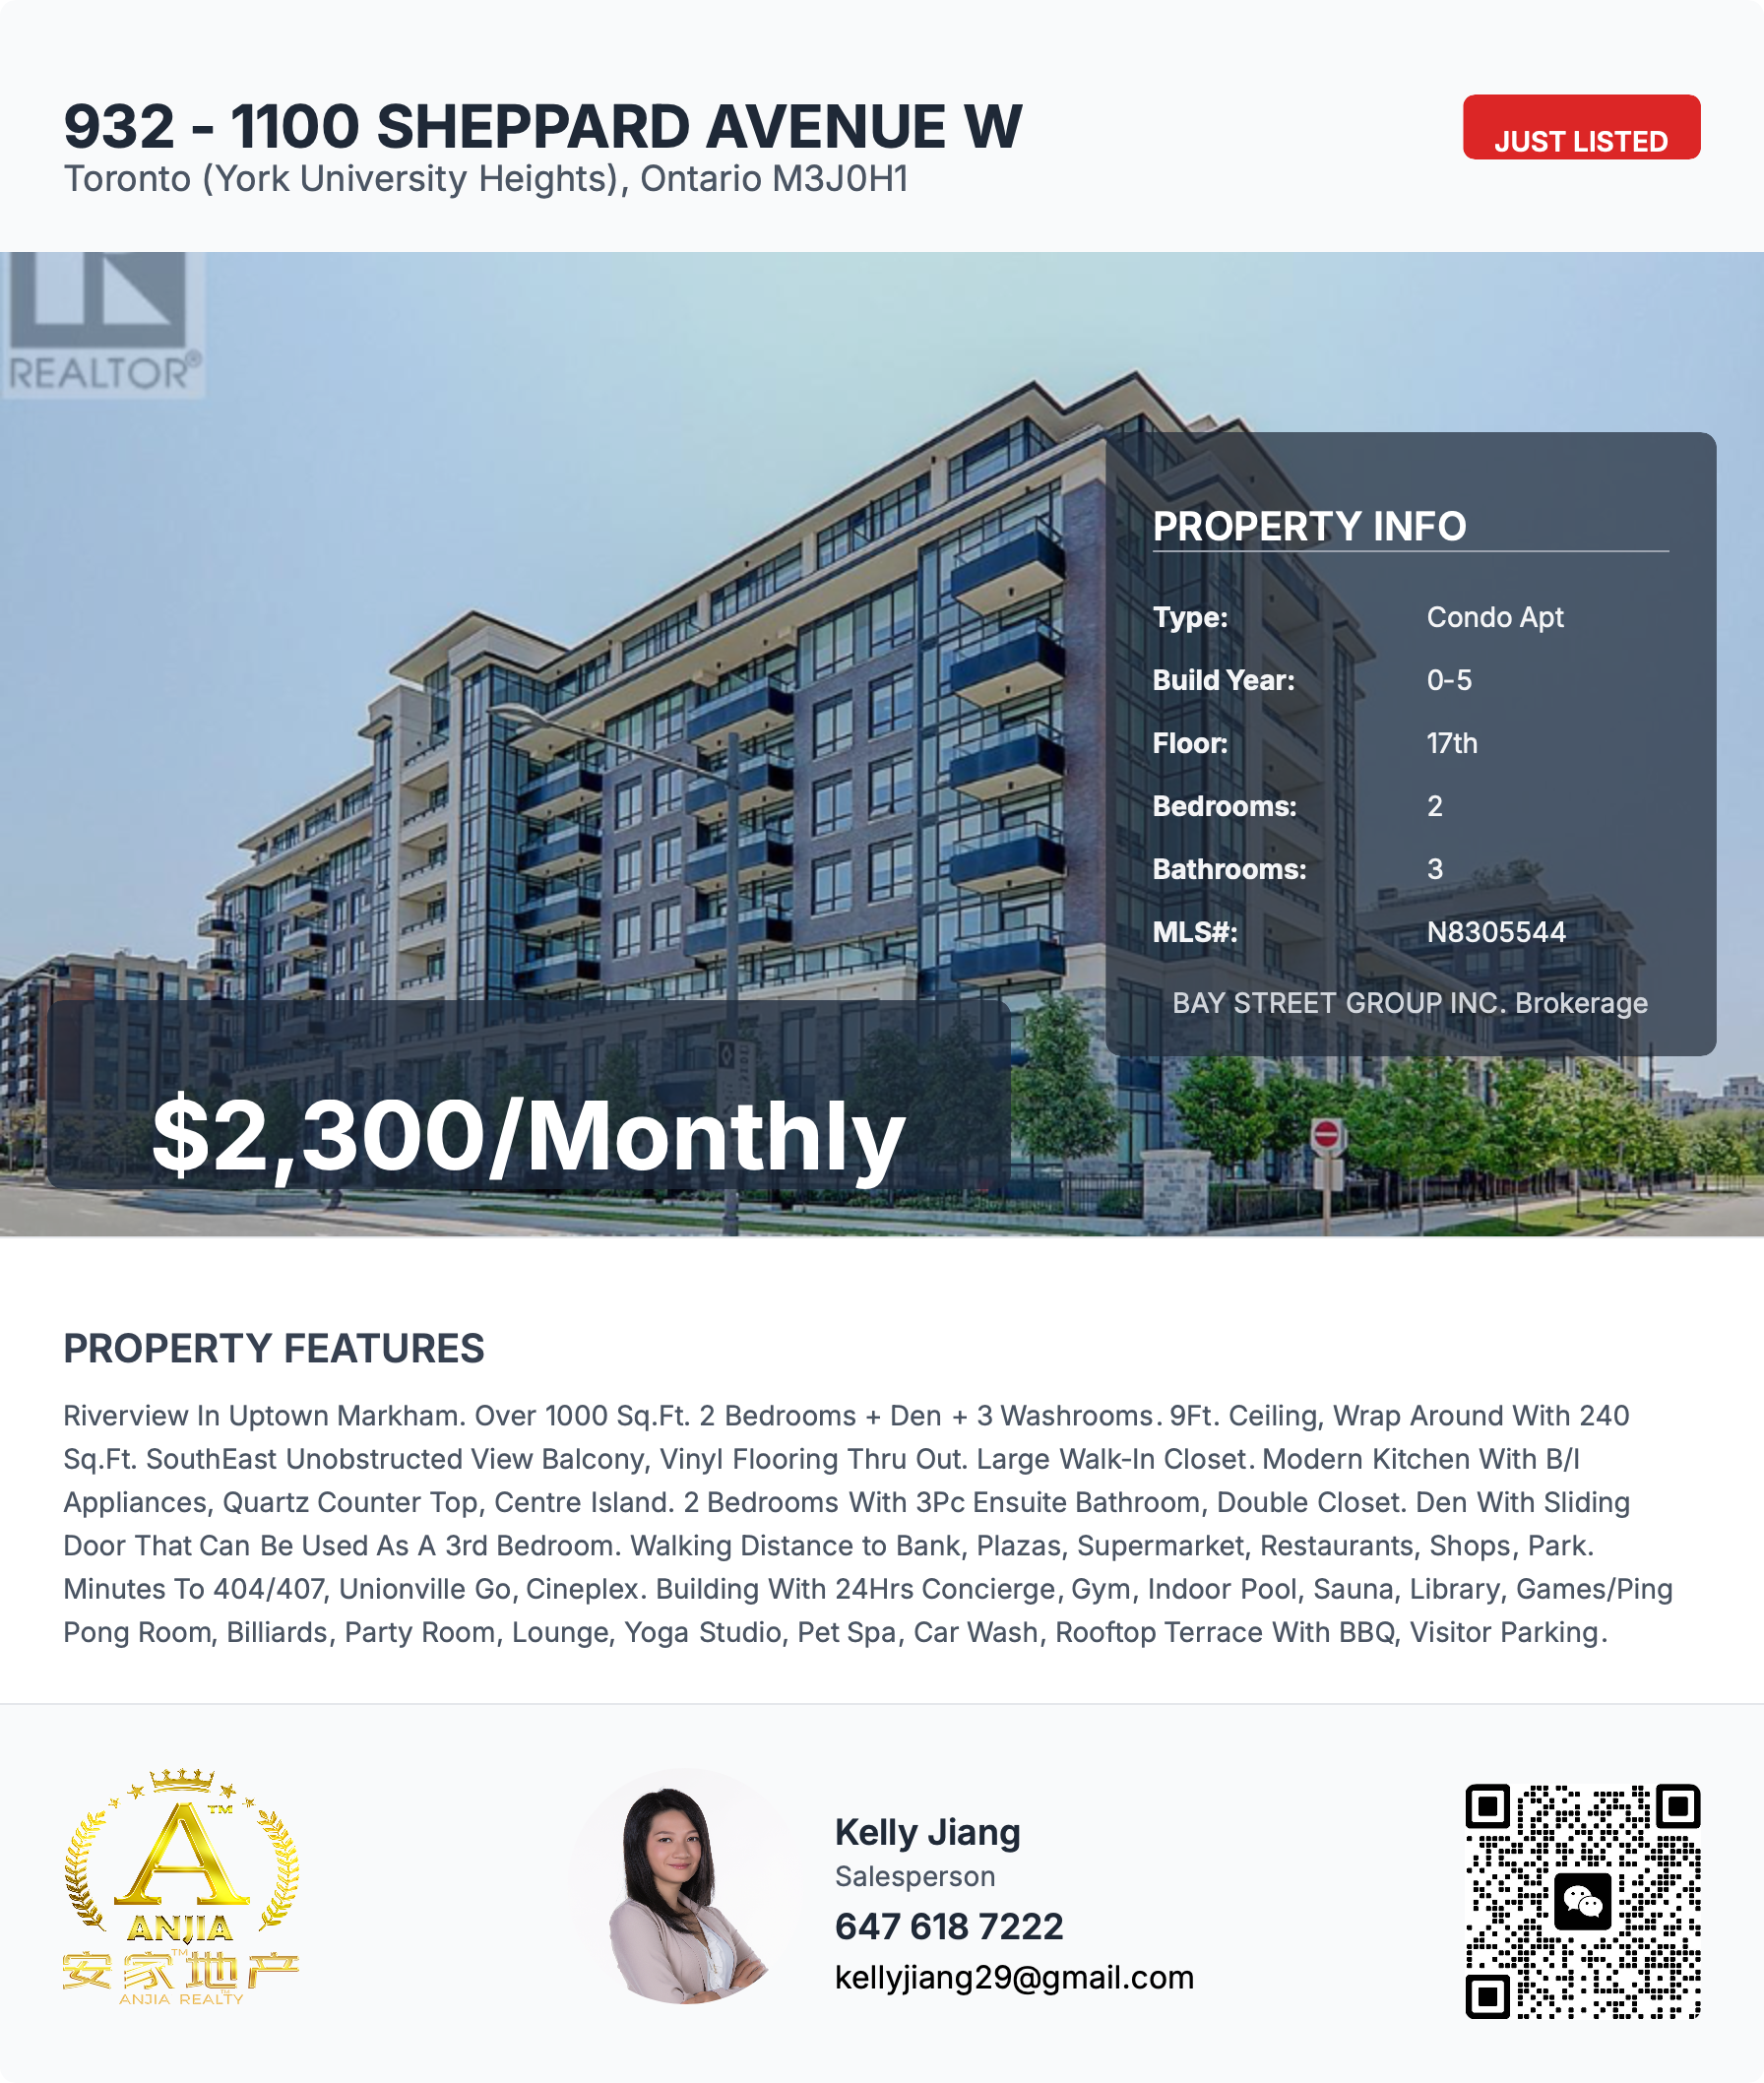 932 - 1100 SHEPPARD AVENUE W
Toronto (York University Heights), Ontario M3J0H1
JUST LISTED
REALTOR®
PROPERTY INFO
Type: Condo Apt
Build Year: 0-5
Floor: 17th
Bedrooms: 2
Bathrooms: 3
MLS#: N8305544
BAY STREET GROUP INC. Brokerage
$2,300/Monthly
PROPERTY FEATURES
Riverview In Uptown Markham. Over 1000 Sq.Ft. 2 Bedrooms + Den + 3 Washrooms. 9Ft. Ceiling, Wrap Around With 240
Sq.Ft. SouthEast Unobstructed View Balcony, Vinyl Flooring Thru Out. Large Walk-In Closet. Modern Kitchen With B/I
Appliances, Quartz Counter Top, Centre Island. 2 Bedrooms With 3Pc Ensuite Bathroom, Double Closet. Den With Sliding
Door That Can Be Used As A 3rd Bedroom. Walking Distance to Bank, Plazas, Supermarket, Restaurants, Shops, Park.
Minutes To 404/407, Unionville Go, Cineplex. Building With 24Hrs Concierge, Gym, Indoor Pool, Sauna, Library, Games/Ping
Pong Room, Billiards, Party Room, Lounge, Yoga Studio, Pet Spa, Car Wash, Rooftop Terrace With BBQ, Visitor Parking.
A™
ANJIA
安家™地产
ANJIA REALTY™
Kelly Jiang
Salesperson
647 618 7222
kellyjiang29@gmail.com